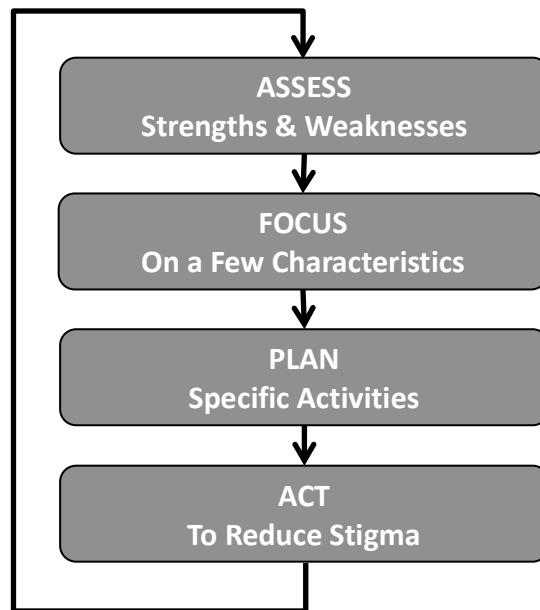 ASSESS
Strengths & Weaknesses
FOCUS
On a Few Characteristics
PLAN
Specific Activities
ACT
To Reduce Stigma